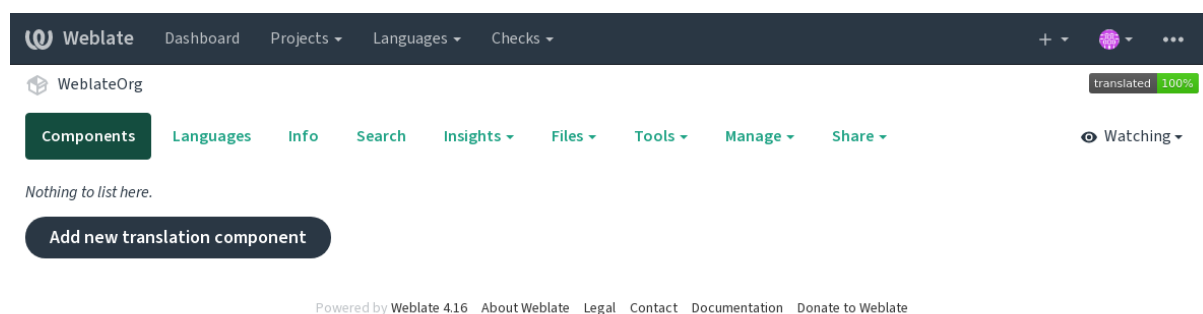 Weblate Dashboard Projects Languages Checks
WeblateOrg translated 100%
Components Languages Info Search Insights Files Tools Manage Share Watching
Nothing to list here.
Add new translation component
Powered by Weblate 4.16 About Weblate Legal Contact Documentation Donate to Weblate